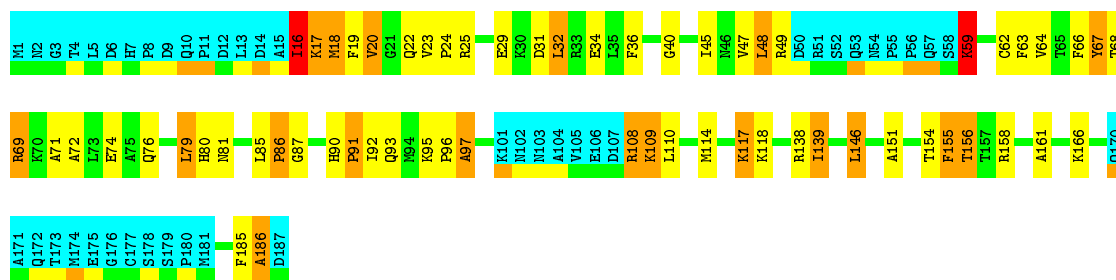 M1 N2 G3 T4 L5 D6 H7 P8 D9 Q10 P11 D12 L13 D14 A15 I16 K17 M18 F19 V20 G21 Q22 V23 P24 R25 E29 K30 D31 L32 R33 E34 L35 F36 G40 I45 N46 V47 L48 R49 D50 R51 S52 Q53 N54 P55 P56 Q57 S58 K59 C62 F63 V64 T65 F66 Y67 T68
R69 K70 A71 A72 L73 E74 A75 Q76 L79 H80 N81 L85 P86 G87 H90 P91 I92 Q93 M94 K95 P96 A97 K101 N102 N103 A104 V105 E106 D107 R108 K109 L110 M114 K117 K118 R138 I139 L146 A151 T154 F155 T156 T157 R158 A161 K166
A171 Q172 T173 M174 E175 G176 C177 S178 S179 P180 M181 F185 A186 D187